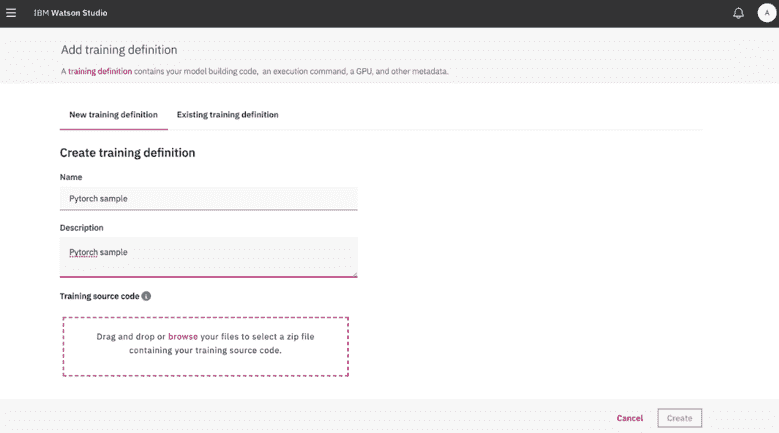 IBM Watson Studio
A
Add training definition
A training definition contains your model building code, an execution command, a GPU, and other metadata.
New training definition Existing training definition
Create training definition
Name
Pytorch sample
Description
Pytorch sample
Training source code i
Drag and drop or browse your files to select a zip file
containing your training source code.
Cancel Create